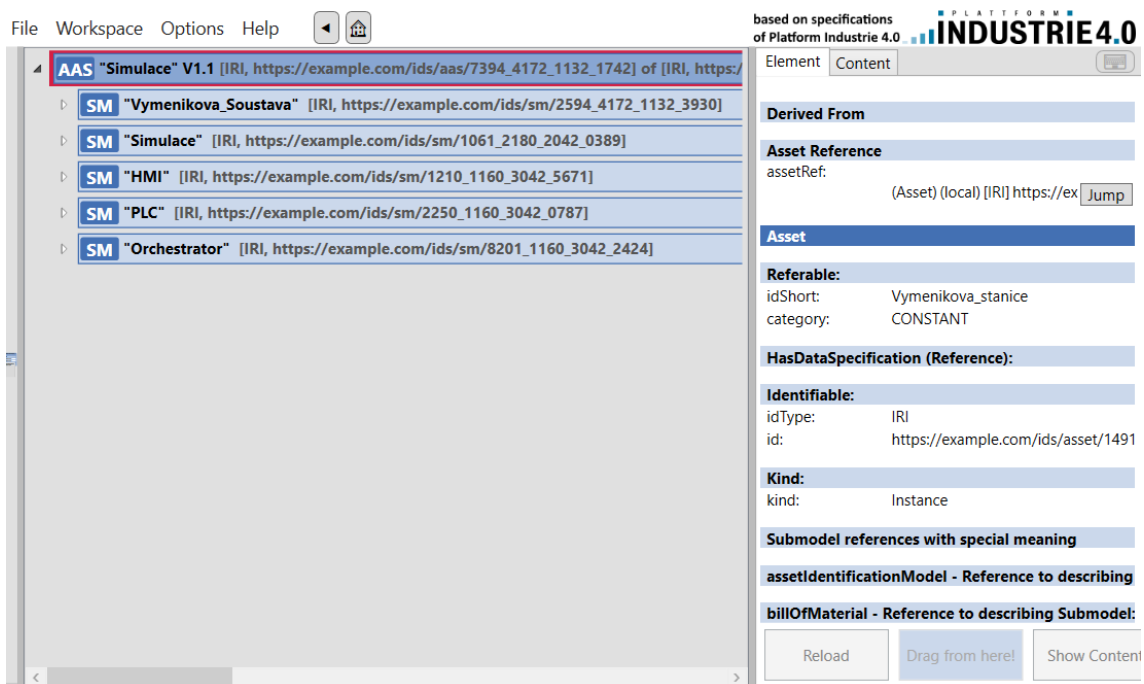 File Workspace Options Help
based on specifications
of Platform Industrie 4.0
PLATTFORM
INDUSTRIE4.0
AAS "Simulace" V1.1 [IRI, https://example.com/ids/aas/7394_4172_1132_1742] of [IRI, https:/
SM "Vymenikova_Soustava" [IRI, https://example.com/ids/sm/2594_4172_1132_3930]
SM "Simulace" [IRI, https://example.com/ids/sm/1061_2180_2042_0389]
SM "HMI" [IRI, https://example.com/ids/sm/1210_1160_3042_5671]
SM "PLC" [IRI, https://example.com/ids/sm/2250_1160_3042_0787]
SM "Orchestrator" [IRI, https://example.com/ids/sm/8201_1160_3042_2424]
Element Content
Derived From
Asset Reference
assetRef:
(Asset) (local) [IRI] https://ex Jump
Asset
Referable:
idShort: Vymenikova_stanice
category: CONSTANT
HasDataSpecification (Reference):
Identifiable:
idType: IRI
id: https://example.com/ids/asset/1491
Kind:
kind: Instance
Submodel references with special meaning
assetIdentificationModel - Reference to describing
billOfMaterial - Reference to describing Submodel:
Reload Drag from here! Show Content